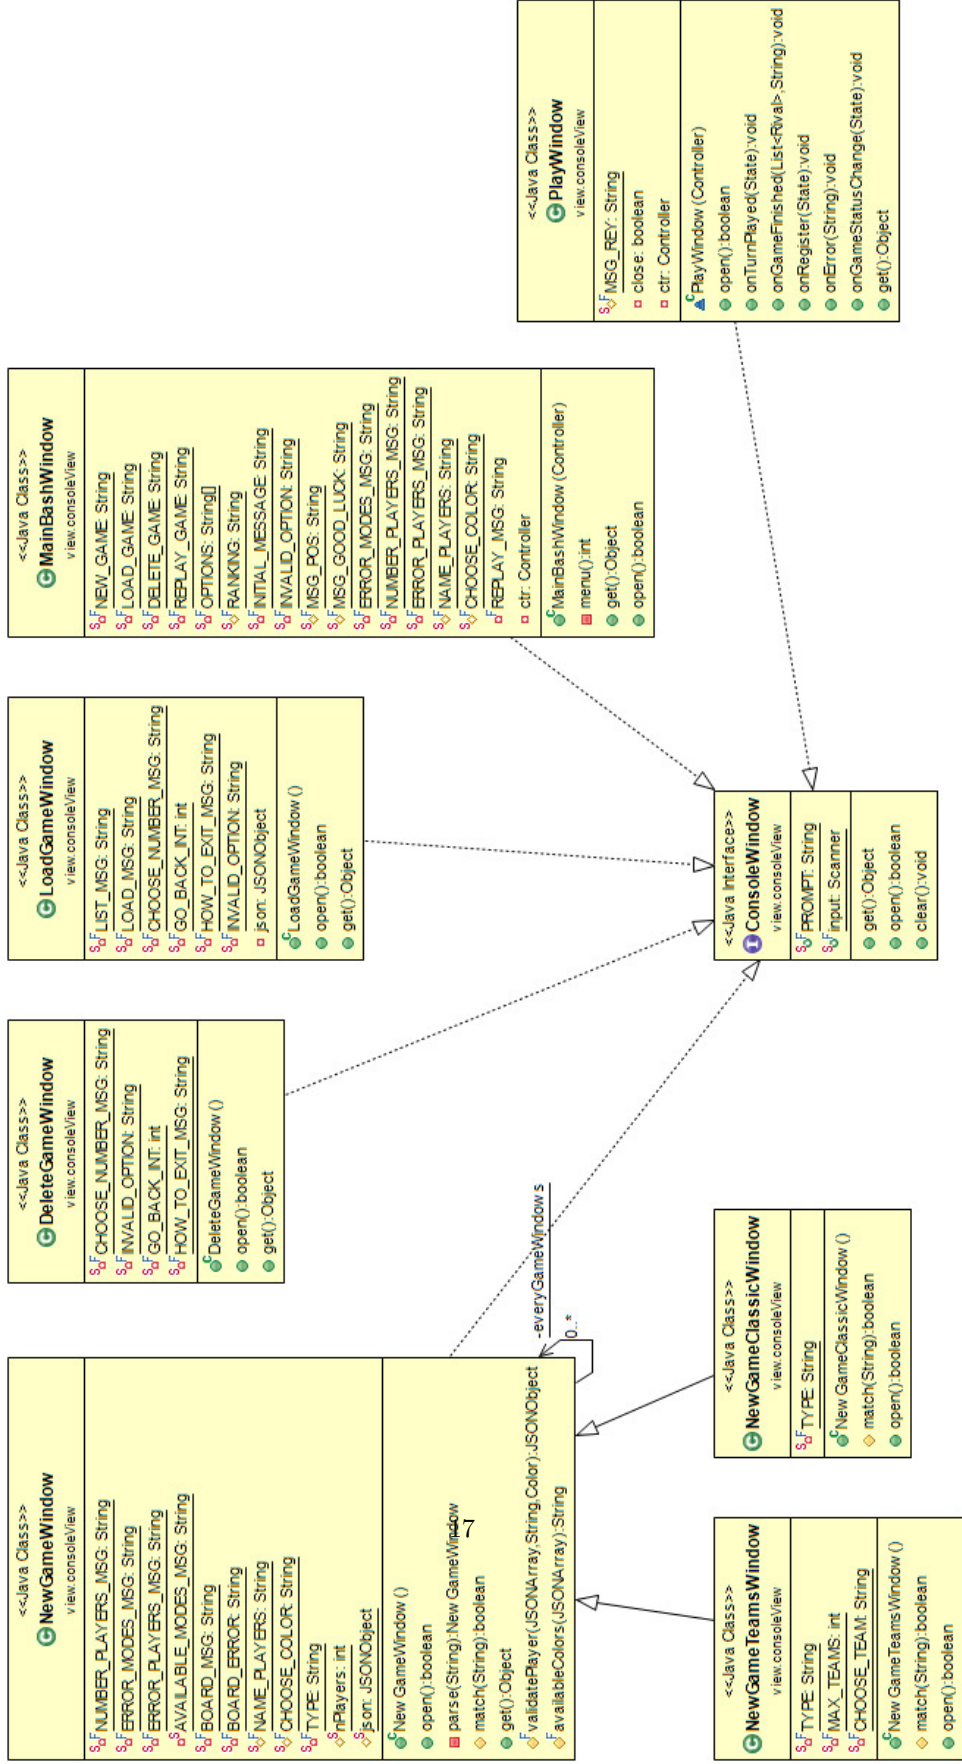 <<Java Class>>
NewGameWindow
view.consoleView
NUMBER_PLAYERS_MSG: String
ERROR_MODES_MSG: String
ERROR_PLAYERS_MSG: String
AVAILABLE_MODES_MSG: String
BOARD_MSG: String
BOARD_ERROR: String
NAME_PLAYERS: String
CHOOSE_COLOR: String
TYPE: String
nPlayers: int
json: JSONObject
NewGameWindow()
open():boolean
parse(String):NewGameWindow
match(String):boolean
get():Object
validatePlayer(JSONArray,String,Color):JSONObject
availableColors(JSONArray):String
-everyGameWindows
0..*
<<Java Class>>
DeleteGameWindow
view.consoleView
CHOOSE_NUMBER_MSG: String
INVALID_OPTION: String
GO_BACK_INT: int
HOW_TO_EXIT_MSG: String
DeleteGameWindow()
open():boolean
get():Object
<<Java Class>>
LoadGameWindow
view.consoleView
LIST_MSG: String
LOAD_MSG: String
CHOOSE_NUMBER_MSG: String
GO_BACK_INT: int
HOW_TO_EXIT_MSG: String
INVALID_OPTION: String
json: JSONObject
LoadGameWindow()
open():boolean
get():Object
<<Java Class>>
MainBashWindow
view.consoleView
NEW_GAME: String
LOAD_GAME: String
DELETE_GAME: String
REPLAY_GAME: String
OPTIONS: String[]
RANKING: String
INITIAL_MESSAGE: String
INVALID_OPTION: String
MSG_POS: String
MSG_GOOD_LUCK: String
ERROR_MODES_MSG: String
NUMBER_PLAYERS_MSG: String
ERROR_PLAYERS_MSG: String
NAME_PLAYERS: String
CHOOSE_COLOR: String
REPLAY_MSG: String
ctr: Controller
MainBashWindow(Controller)
menu():int
get():Object
open():boolean
<<Java Class>>
PlayWindow
view.consoleView
MSG_REY: String
close: boolean
ctr: Controller
PlayWindow(Controller)
open():boolean
onTurnPlayed(State):void
onGameFinished(List<Rival>,String):void
onRegister(State):void
onError(String):void
onGameStatusChange(State):void
get():Object
<<Java Interface>>
ConsoleWindow
view.consoleView
PROMPT: String
input: Scanner
get():Object
open():boolean
clear():void
<<Java Class>>
NewGameTeamsWindow
view.consoleView
TYPE: String
MAX_TEAMS: int
CHOOSE_TEAM: String
NewGameTeamsWindow()
match(String):boolean
open():boolean
<<Java Class>>
NewGameClassicWindow
view.consoleView
TYPE: String
NewGameClassicWindow()
match(String):boolean
open():boolean
7